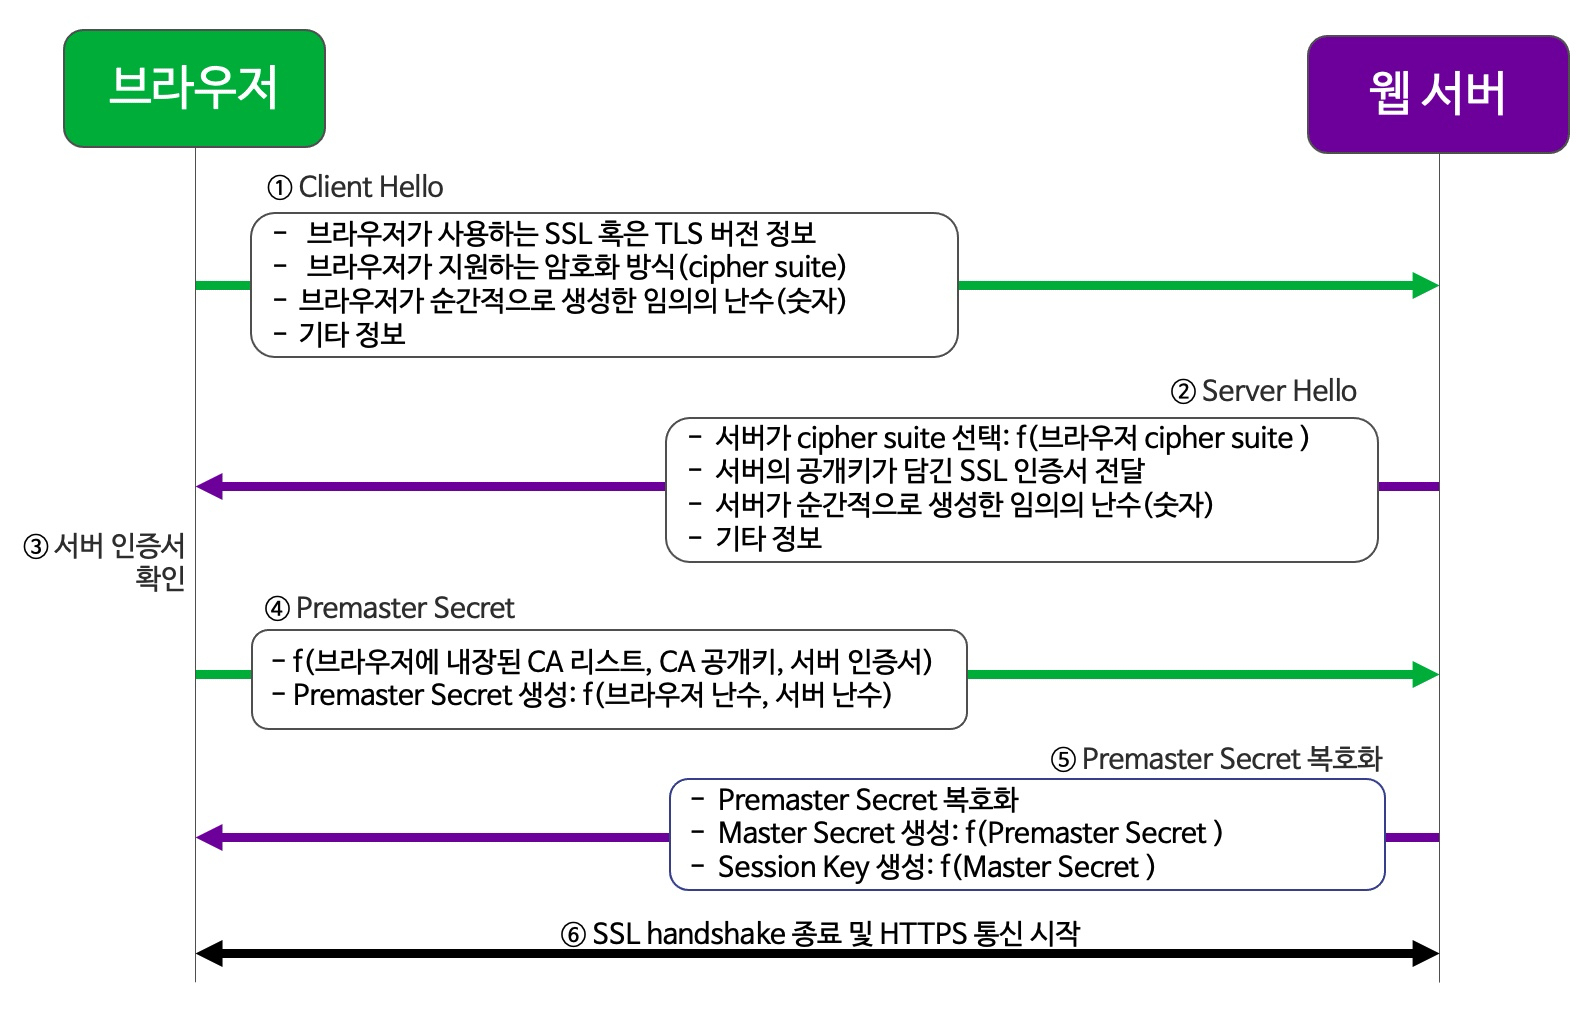 브라우저
웹 서버
① Client Hello
- 브라우저가 사용하는 SSL 혹은 TLS 버전 정보
- 브라우저가 지원하는 암호화 방식(cipher suite)
- 브라우저가 순간적으로 생성한 임의의 난수(숫자)
- 기타 정보
② Server Hello
- 서버가 cipher suite 선택: f(브라우저 cipher suite )
- 서버의 공개키가 담긴 SSL 인증서 전달
- 서버가 순간적으로 생성한 임의의 난수(숫자)
- 기타 정보
③ 서버 인증서
확인
④ Premaster Secret
- f(브라우저에 내장된 CA 리스트, CA 공개키, 서버 인증서)
- Premaster Secret 생성: f(브라우저 난수, 서버 난수)
⑤ Premaster Secret 복호화
- Premaster Secret 복호화
- Master Secret 생성: f(Premaster Secret )
- Session Key 생성: f(Master Secret )
⑥ SSL handshake 종료 및 HTTPS 통신 시작